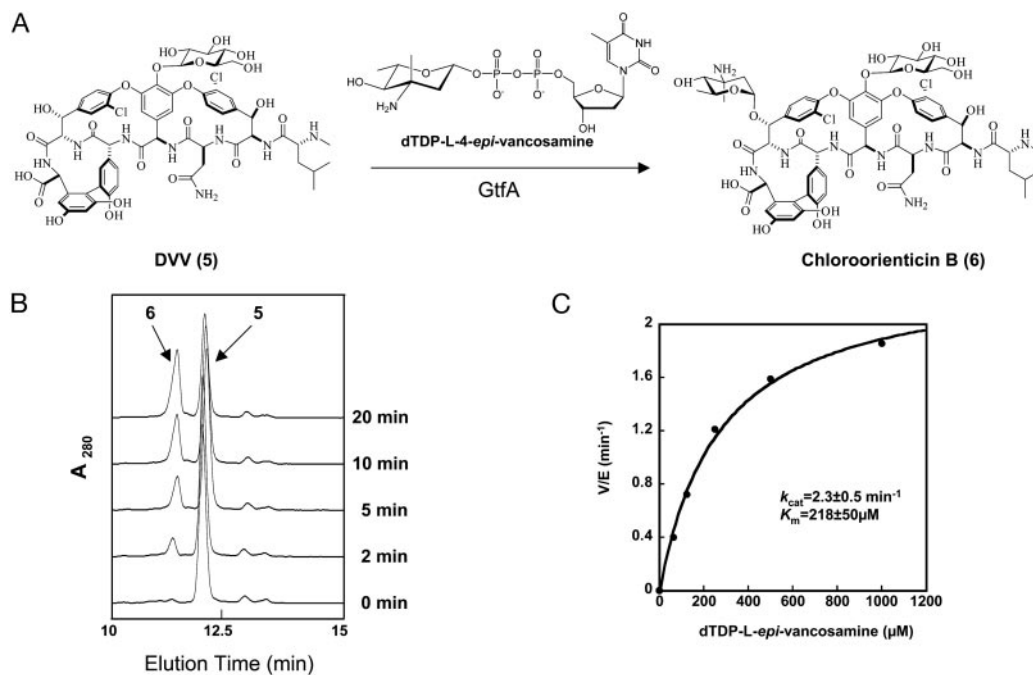 A
dTDP-L-4-epi-vancosamine
GtfA
DVV (5)
Chloroorienticin B (6)
B
6
5
20 min
10 min
5 min
2 min
0 min
A 280
10
12.5
15
Elution Time (min)
C
2
1.6
1.2
0.8
0.4
0
V/E (min⁻¹)
kcat=2.3±0.5 min⁻¹
Km=218±50µM
0
200
400
600
800
1000
1200
dTDP-L-epi-vancosamine (µM)